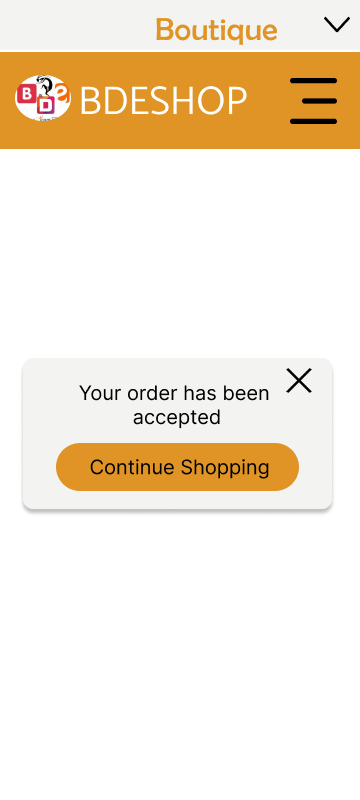 Boutique
B D e
BDESHOP
Your order has been
accepted
Continue Shopping